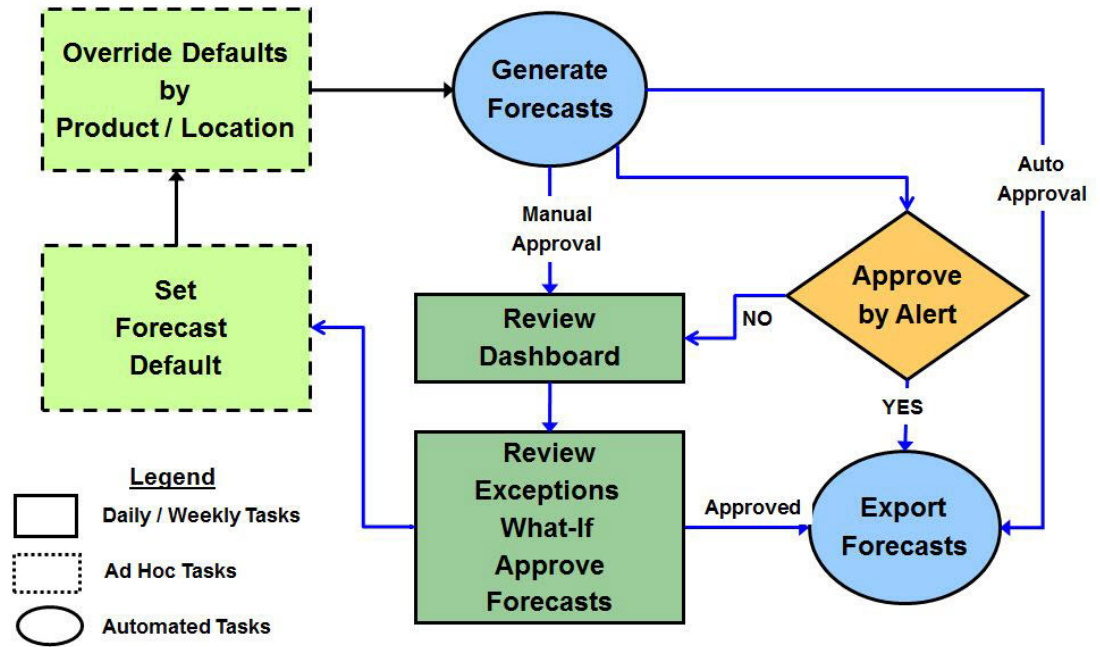 Override Defaults
by
Product / Location
Generate
Forecasts
Auto
Approval
Manual
Approval
Set
Forecast
Default
Approve
by Alert
Review
Dashboard
NO
YES
Review
Exceptions
What-If
Approve
Forecasts
Approved
Export
Forecasts
Legend
Daily / Weekly Tasks
Ad Hoc Tasks
Automated Tasks